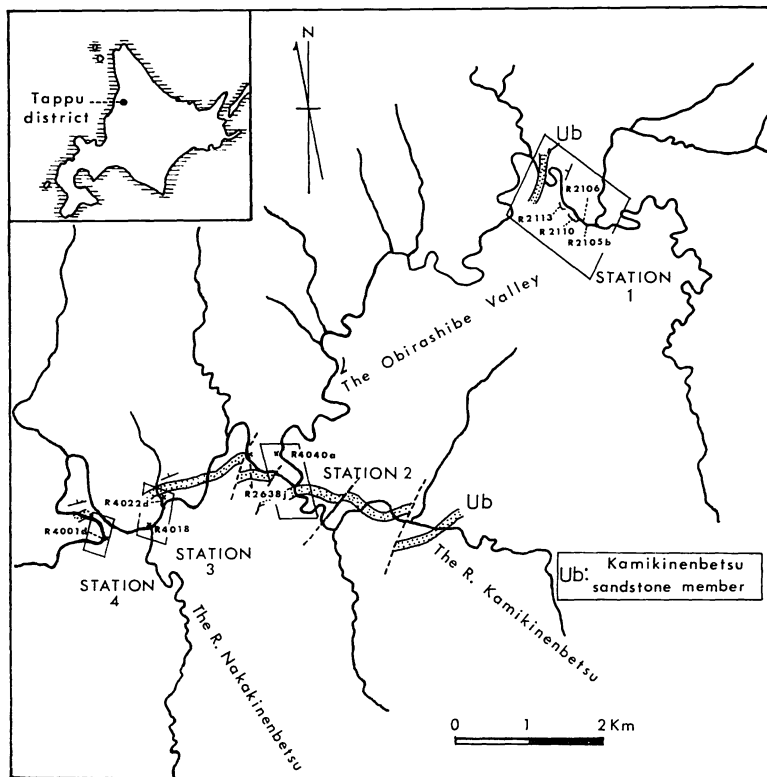 Tappu
district
N
Ub
R2106
R2113
R2110
R2105b
STATION
1
The Obirashibe Valley
R4040a
STATION 2
R2638j
R4022d
R4018
R4001d
Ub
STATION
3
STATION
4
The R. Kamikinenbetsu
The R. Nakakinenbetsu
Ub: Kamikinenbetsu
sandstone member
0 1 2 Km